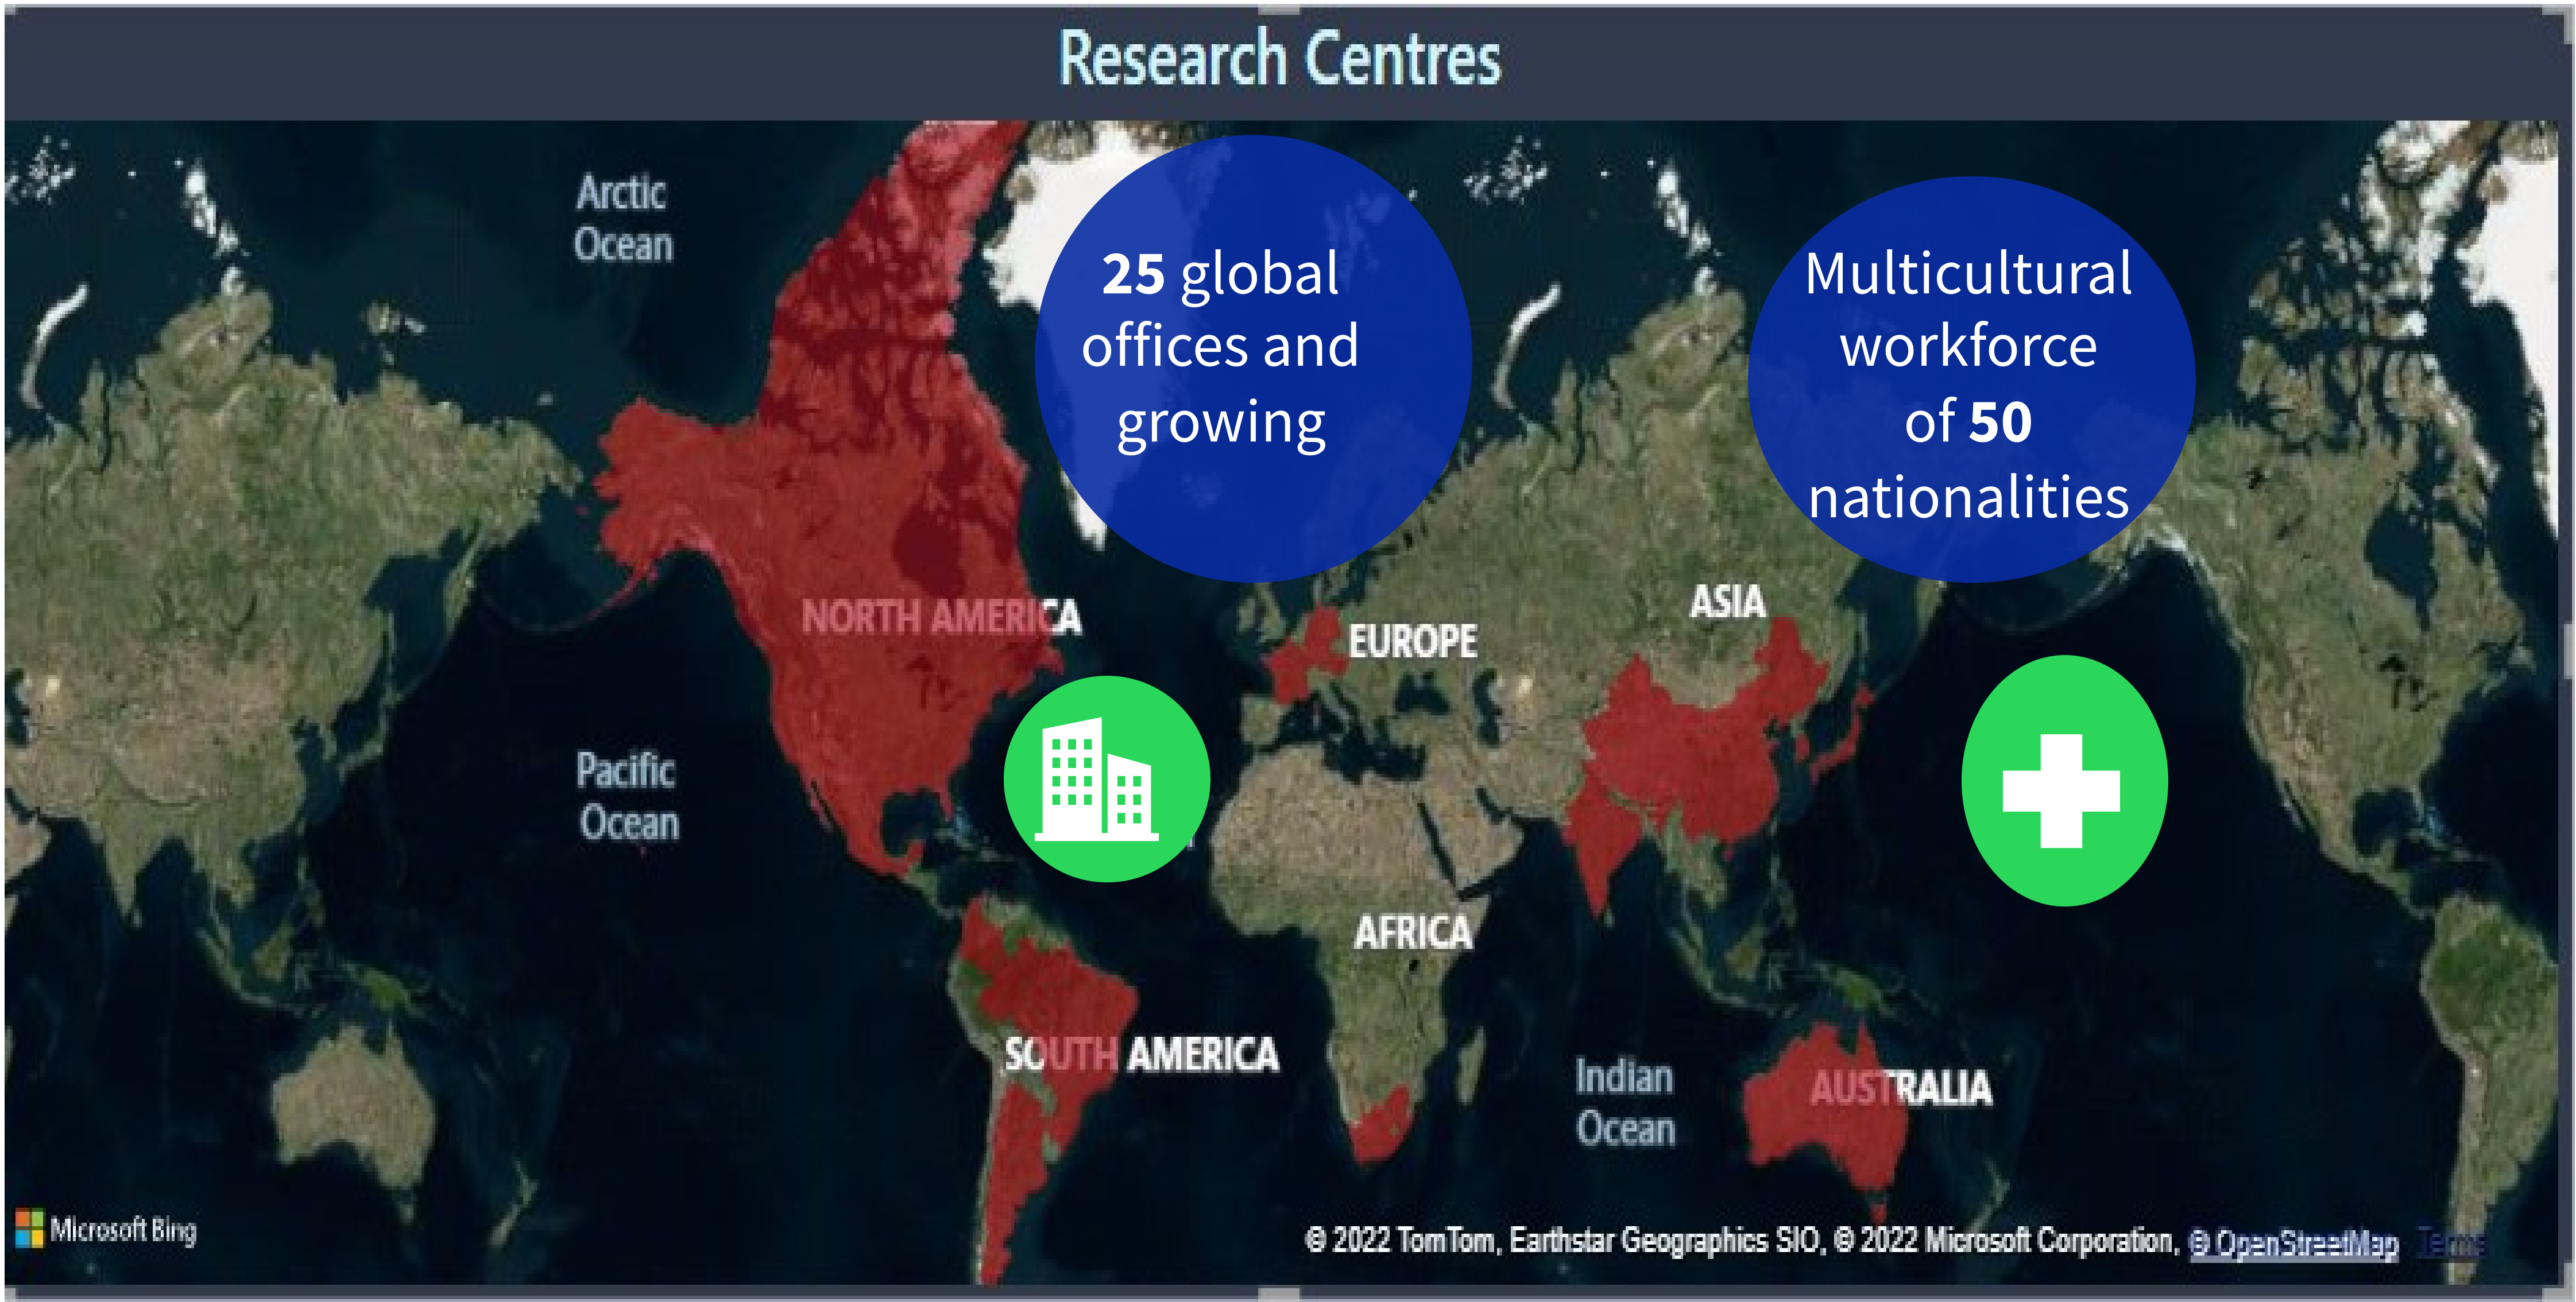 Research Centres
Arctic
Ocean
25 global
offices and
growing
Multicultural
workforce
of 50
nationalities
NORTH AMERICA
EUROPE
ASIA
Pacific
Ocean
AFRICA
SOUTH AMERICA
Indian
Ocean
AUSTRALIA
Microsoft Bing
© 2022 TomTom, Earthstar Geographics SIO, © 2022 Microsoft Corporation, © OpenStreetMap Terms